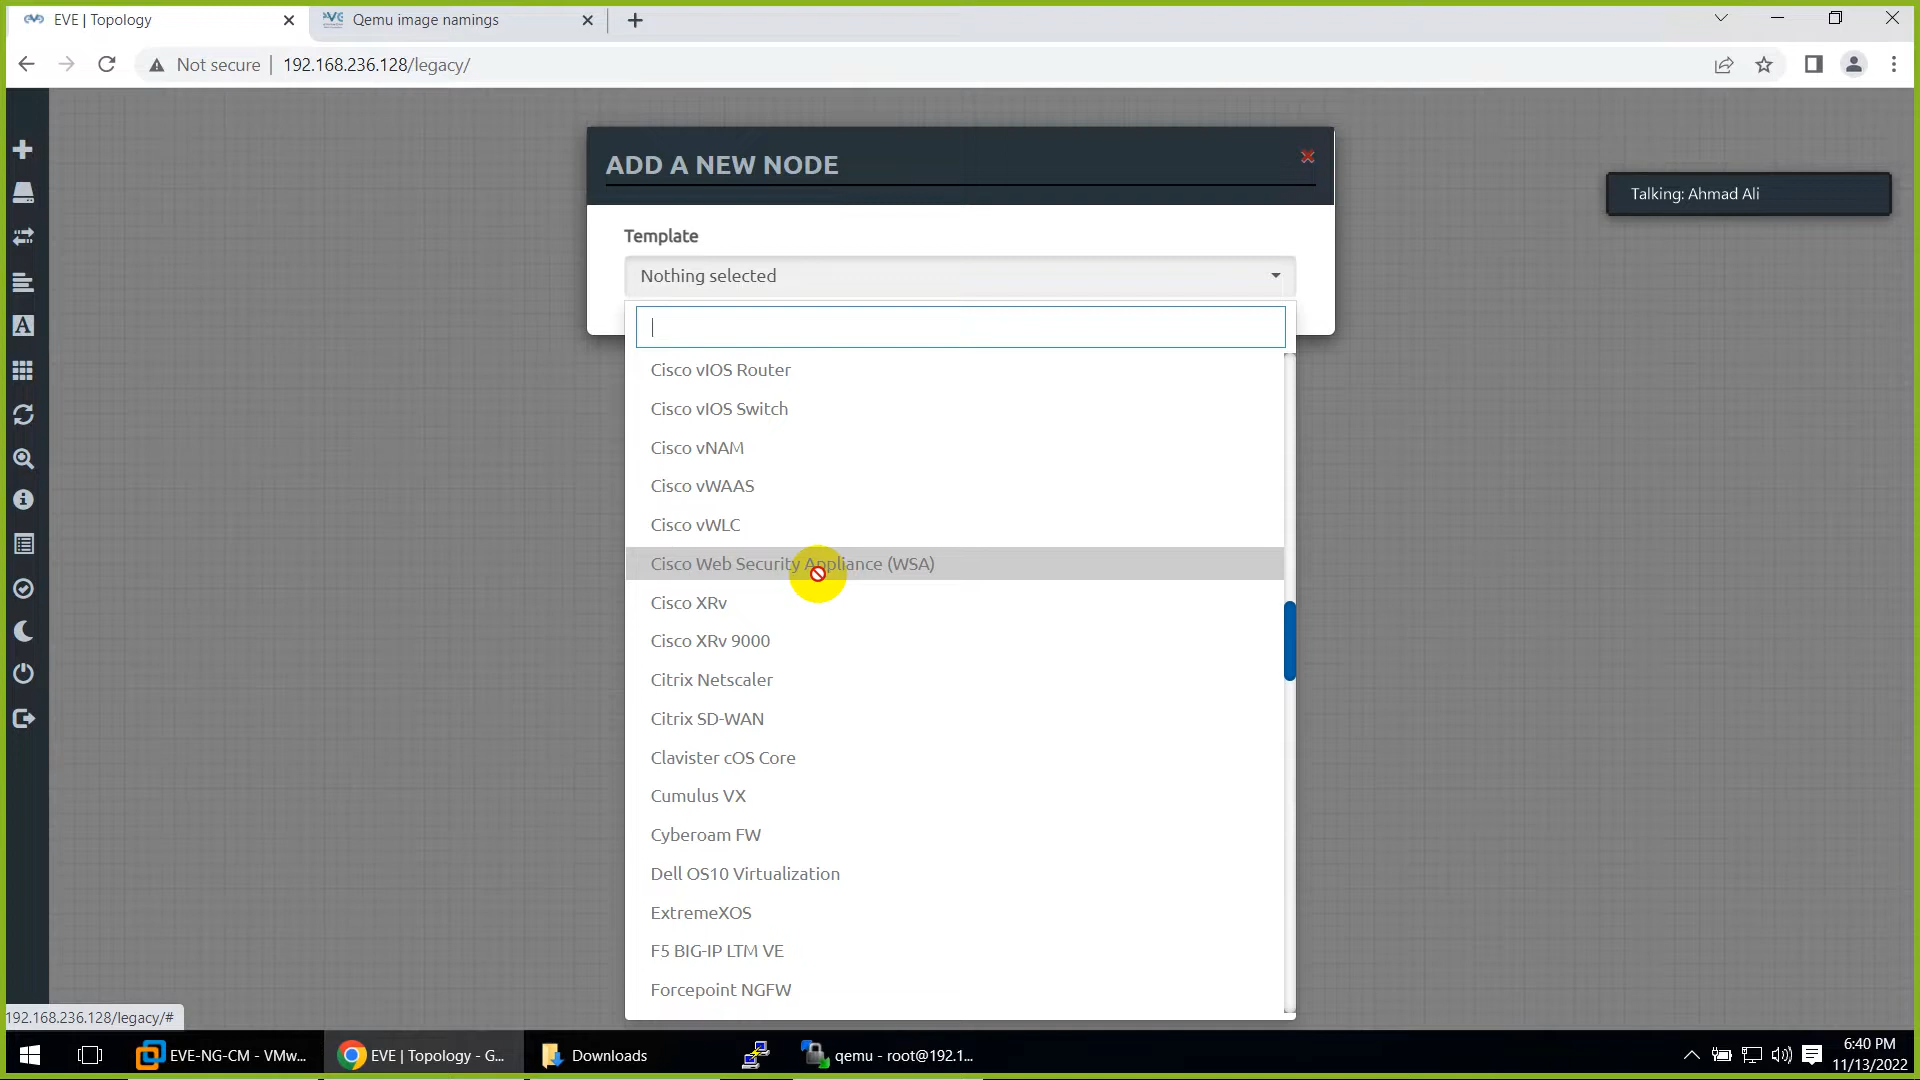 EVE | Topology
Qemu image namings
Not secure
192.168.236.128/legacy/
ADD A NEW NODE
Talking: Ahmad Ali
Template
Nothing selected
Cisco vIOS Router
Cisco vIOS Switch
Cisco vNAM
Cisco vWAAS
Cisco vWLC
Cisco Web Security Appliance (WSA)
Cisco XRv
Cisco XRv 9000
Citrix Netscaler
Citrix SD-WAN
Clavister cOS Core
Cumulus VX
Cyberoam FW
Dell OS10 Virtualization
ExtremeXOS
F5 BIG-IP LTM VE
Forcepoint NGFW
192.168.236.128/legacy/#
EVE-NG-CM - VMw...
EVE | Topology - G...
Downloads
qemu - root@192.1...
6:40 PM
11/13/2022